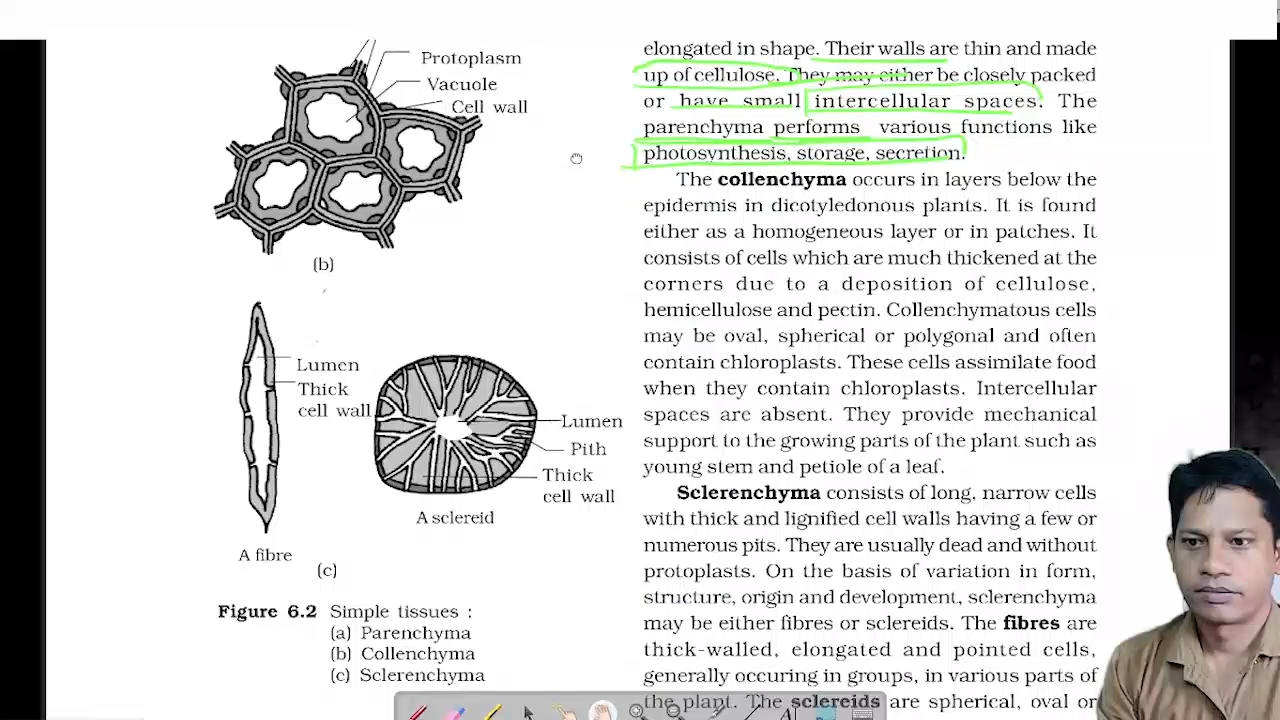 Protoplasm
Vacuole
Cell wall
(b)
Lumen
Thick
cell wall
Lumen
Pith
Thick
cell wall
A sclereid
A fibre
(c)
Figure 6.2 Simple tissues :
(a) Parenchyma
(b) Collenchyma
(c) Sclerenchyma
elongated in shape. Their walls are thin and made
up of cellulose. They may either be closely packed
or have small intercellular spaces. The
parenchyma performs various functions like
photosynthesis, storage, secretion.
The collenchyma occurs in layers below the
epidermis in dicotyledonous plants. It is found
either as a homogeneous layer or in patches. It
consists of cells which are much thickened at the
corners due to a deposition of cellulose,
hemicellulose and pectin. Collenchymatous cells
may be oval, spherical or polygonal and often
contain chloroplasts. These cells assimilate food
when they contain chloroplasts. Intercellular
spaces are absent. They provide mechanical
support to the growing parts of the plant such as
young stem and petiole of a leaf.
Sclerenchyma consists of long, narrow cells
with thick and lignified cell walls having a few or
numerous pits. They are usually dead and without
protoplasts. On the basis of variation in form,
structure, origin and development, sclerenchyma
may be either fibres or sclereids. The fibres are
thick-walled, elongated and pointed cells,
generally occuring in groups, in various parts of
the plant. The sclereids are spherical, oval or